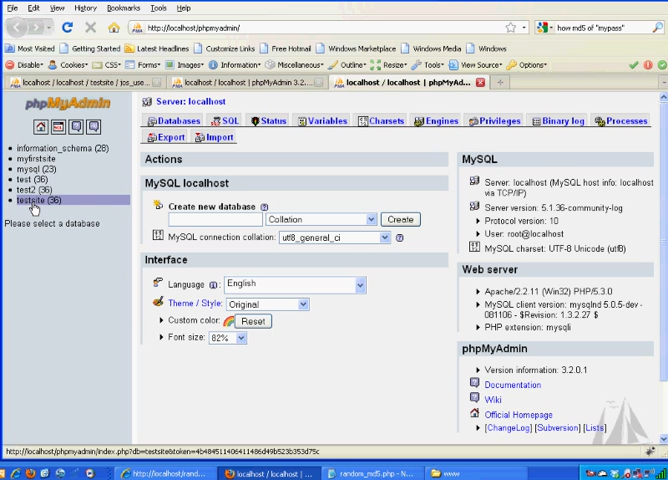 File Edit View History Bookmarks Tools Help
http://localhost/phpmyadmin/
how md5 of "mypass"
Most Visited Getting Started Latest Headlines Customize Links Free Hotmail Windows Marketplace Windows Media Windows
Disable Cookies CSS Forms Images Information Miscellaneous Outline Resize Tools View Source Options
localhost / localhost / testsite / jos_use... localhost / localhost | phpMyAdmin 3.2.... localhost / localhost | phpMyAd...
phpMyAdmin
information_schema (28)
myfirstsite
mysql (23)
test (36)
test2 (36)
testsite (36)
Please select a database
Server: localhost
Databases SQL Status Variables Charsets Engines Privileges Binary log Processes
Export Import
Actions
MySQL localhost
Create new database
Collation Create
MySQL connection collation: utf8_general_ci
Interface
Language : English
Theme / Style: Original
Custom color: Reset
Font size: 82%
MySQL
Server: localhost (MySQL host info: localhost
via TCP/IP)
Server version: 5.1.36-community-
log
Protocol version: 10
User: root@localhost
MySQL charset: UTF-8 Unicode (utf8)
Web server
Apache/2.2.11 (Win32) PHP/5.3.0
MySQL client version: mysqlnd 5.0.5-dev -
081106 - $Revision: 1.3.2.27 $
PHP extension: mysqli
phpMyAdmin
Version information: 3.2.0.1
Documentation
Wiki
Official Homepage
[ChangeLog] [Subversion] [Lists]
http://localhost/phpmyadmin/index.php?db=testsite&token=4b484511406411486d49b523b353d75c
http://localhost/rand... localhost / localhost | ... random_md5.php - N... www